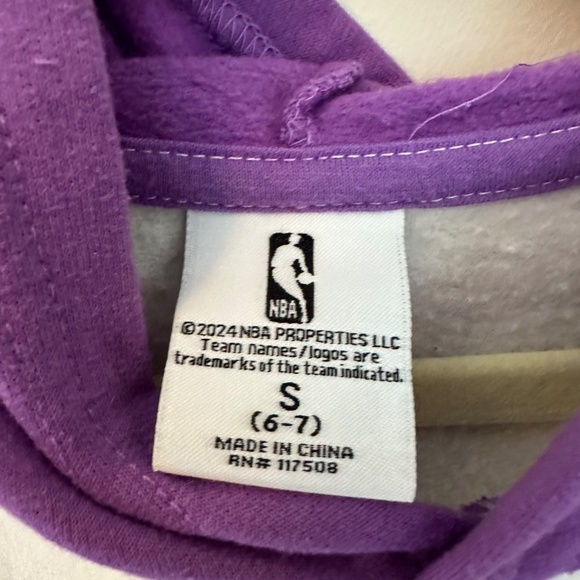 NBA
©2024 NBA PROPERTIES LLC
Team names/logos are
trademarks of the team indicated.
S
(6-7)
MADE IN CHINA
RN# 117508